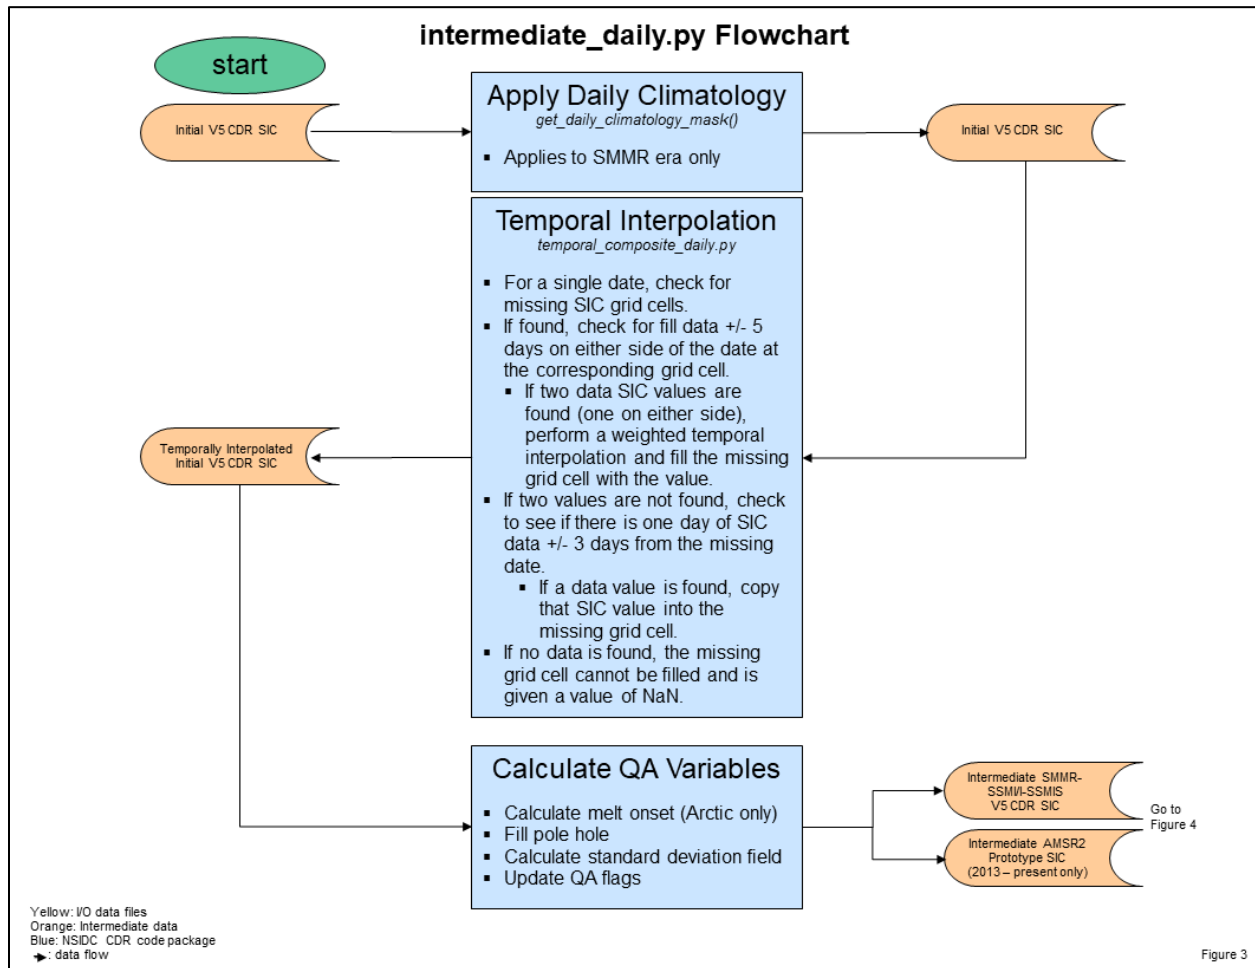 intermediate_daily.py Flowchart
start
Initial V5 CDR SIC
Apply Daily Climatology
get_daily_climatology_mask()
▪ Applies to SMMR era only
Initial V5 CDR SIC
Temporal Interpolation
temporal_composite_daily.py
▪ For a single date, check for
missing SIC grid cells.
▪ If found, check for fill data +/- 5
days on either side of the date at
the corresponding grid cell.
▪ If two data SIC values are
found (one on either side),
perform a weighted temporal
interpolation and fill the missing
grid cell with the value.
▪ If two values are not found, check
to see if there is one day of SIC
data +/- 3 days from the missing
date.
▪ If a data value is found, copy
that SIC value into the
missing grid cell.
▪ If no data is found, the missing
grid cell cannot be filled and is
given a value of NaN.
Temporally Interpolated
Initial V5 CDR SIC
Calculate QA Variables
▪ Calculate melt onset (Arctic only)
▪ Fill pole hole
▪ Calculate standard deviation field
▪ Update QA flags
Intermediate SMMR-
SSMI/I-SSMIS
V5 CDR SIC
Go to
Figure 4
Intermediate AMSR2
Prototype SIC
(2013 – present only)
Yellow: I/O data files
Orange: Intermediate data
Blue: NSIDC CDR code package
: data flow
Figure 3